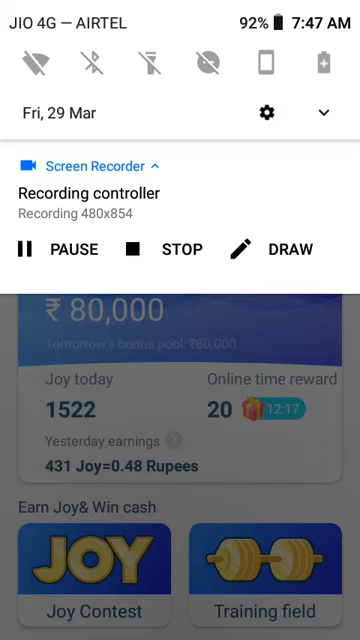 JIO 4G — AIRTEL 92% 7:47 AM
Fri, 29 Mar
Screen Recorder
Recording controller
Recording 480x854
PAUSE STOP DRAW
₹ 80,000
Tomorrow's bonus pool: ₹80,000
Joy today Online time reward
1522 20 12:17
Yesterday earnings ?
431 Joy=0.48 Rupees
Earn Joy& Win cash
JOY
Joy Contest Training field